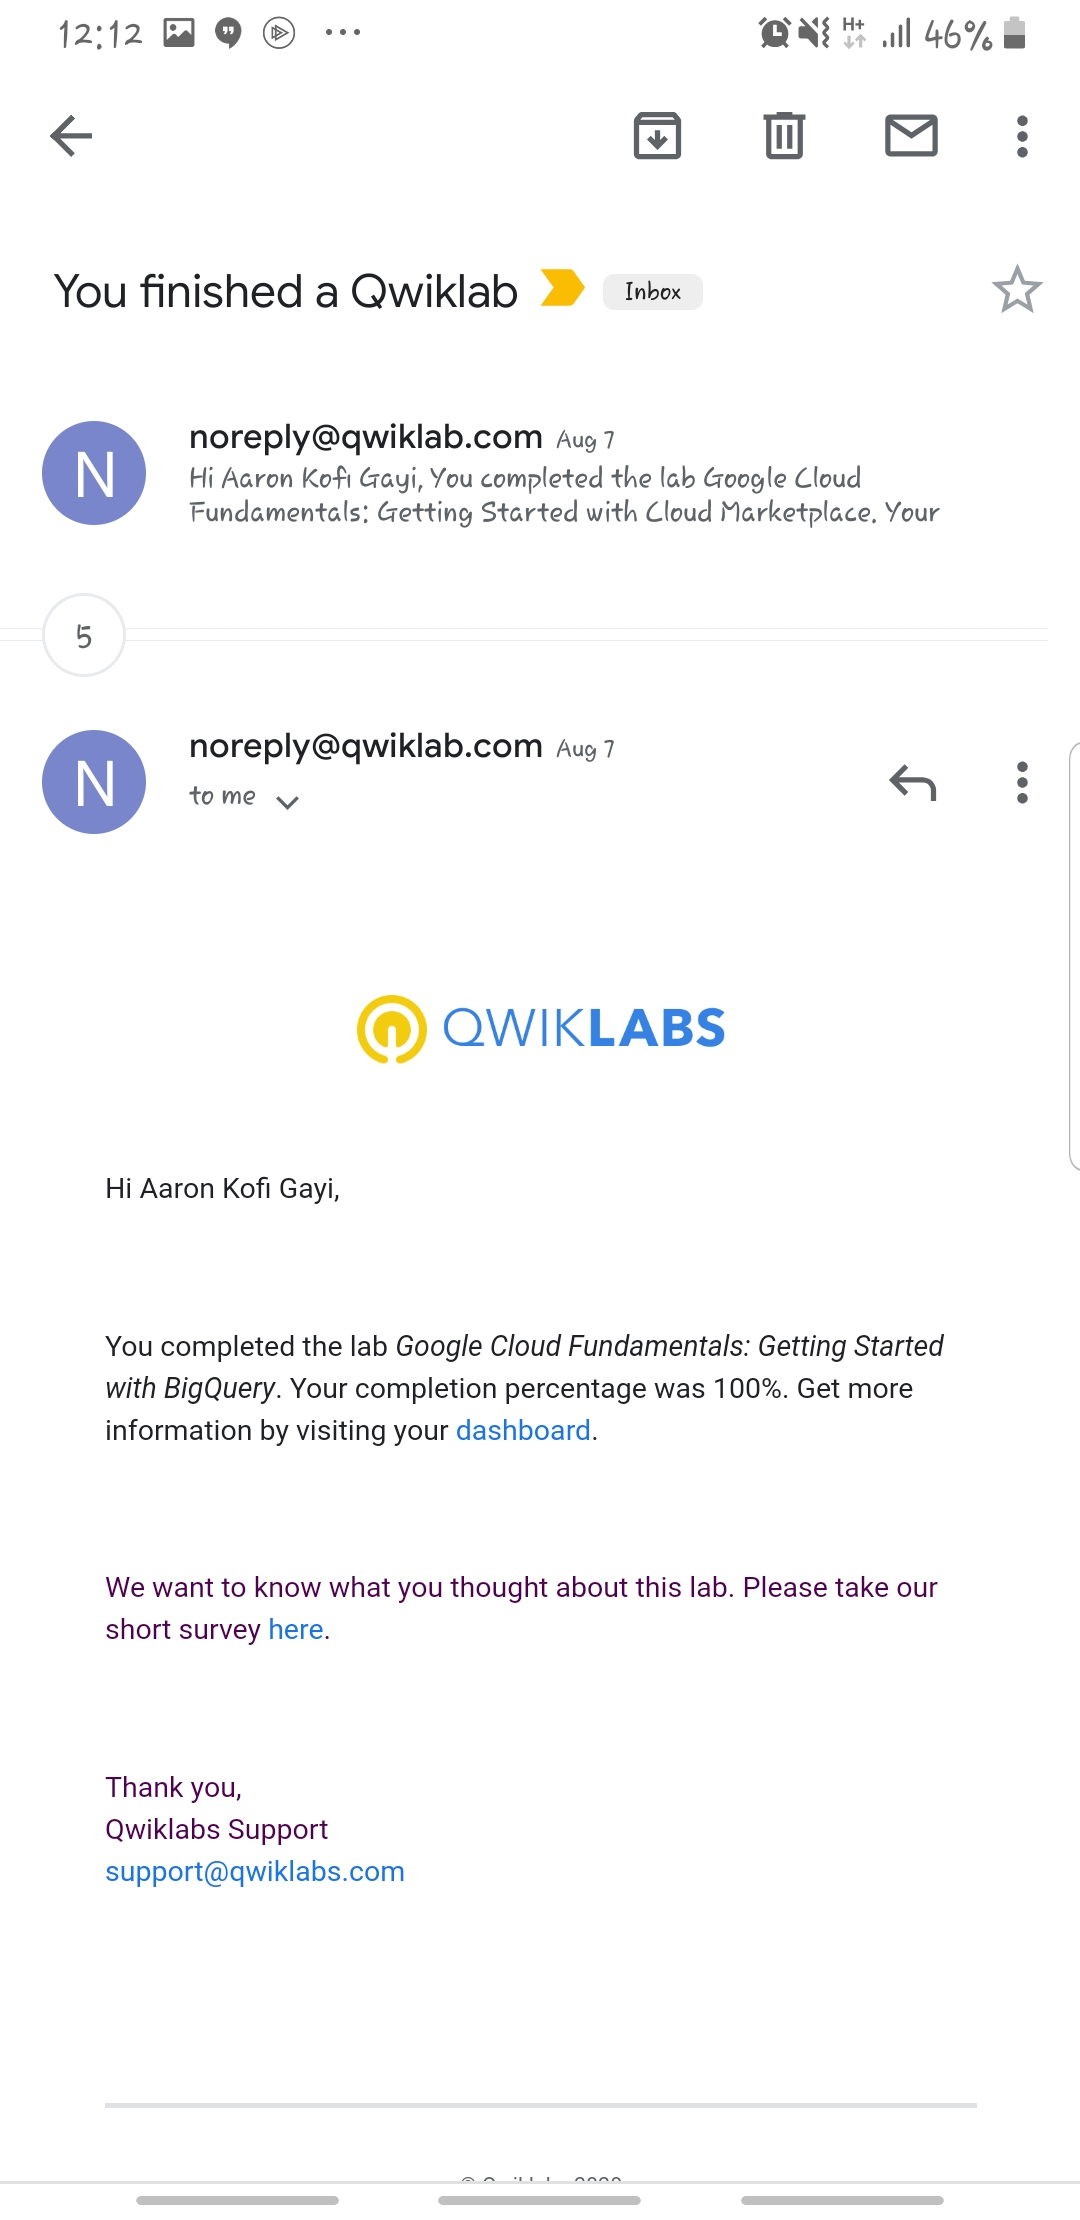 12:12
H+
46%
You finished a Qwiklab
Inbox
N
noreply@qwiklab.com Aug 7
Hi Aaron Kofi Gayi, You completed the lab Google Cloud
Fundamentals: Getting Started with Cloud Marketplace. Your
5
N
noreply@qwiklab.com Aug 7
to me
QWIKLABS
Hi Aaron Kofi Gayi,
You completed the lab Google Cloud Fundamentals: Getting Started
with BigQuery. Your completion percentage was 100%. Get more
information by visiting your dashboard.
We want to know what you thought about this lab. Please take our
short survey here.
Thank you,
Qwiklabs Support
support@qwiklabs.com